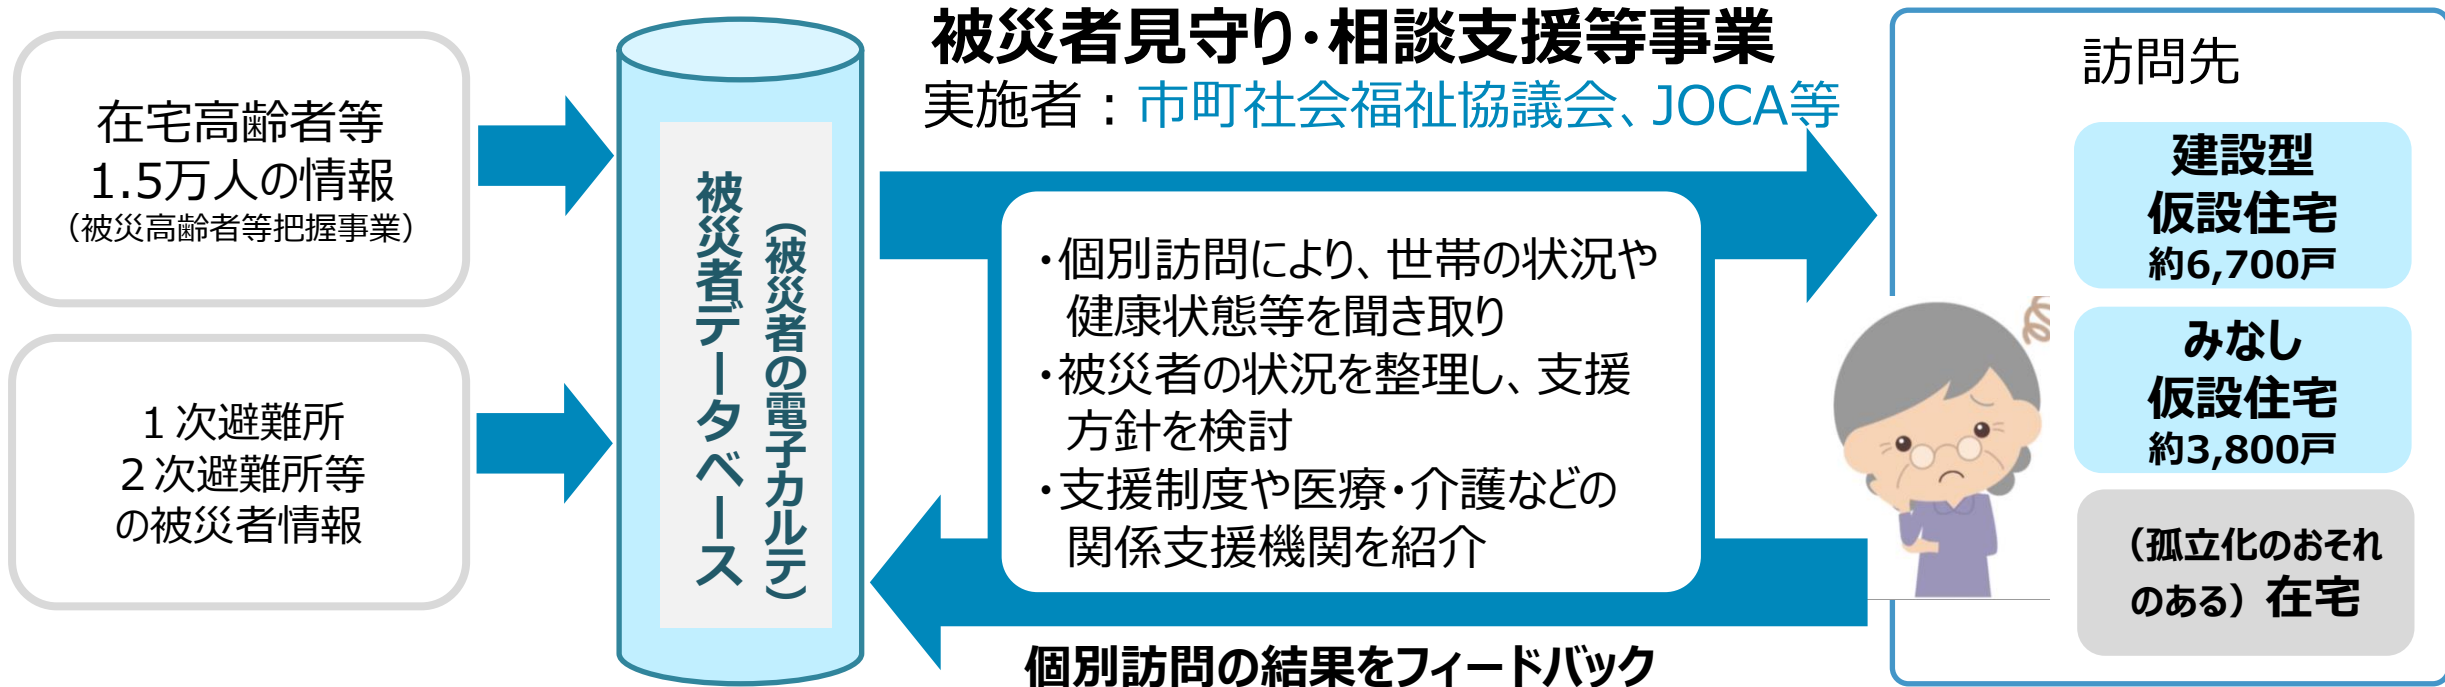 在宅高齢者等
1.5万人の情報
（被災高齢者等把握事業）
１次避難所
２次避難所等
の被災者情報
被災者データベース
（被災者の電子カルテ）
被災者見守り・相談支援等事業
実施者：市町社会福祉協議会、JOCA等
・個別訪問により、世帯の状況や
健康状態等を聞き取り
・被災者の状況を整理し、支援
方針を検討
・支援制度や医療・介護などの
関係支援機関を紹介
個別訪問の結果をフィードバック
訪問先
建設型
仮設住宅
約6,700戸
みなし
仮設住宅
約3,800戸
（孤立化のおそれ
のある）在宅